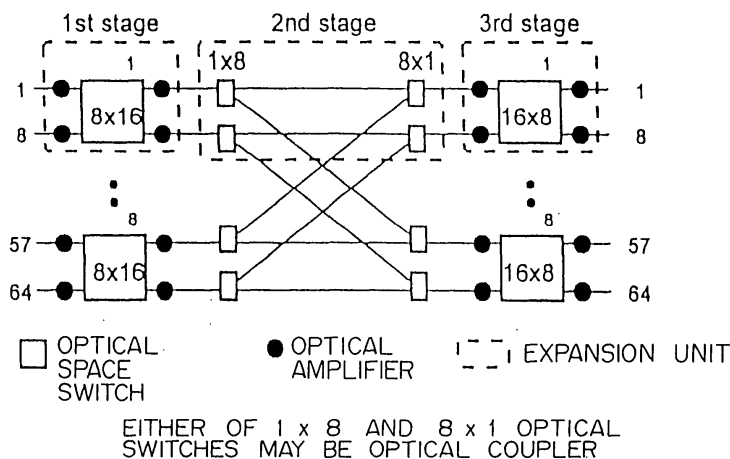 1st stage 2nd stage 3rd stage
1 1x8 8x1 1
1 8x16 16x8 1
8 8
8 8
57 8x16 16x8 57
64 64
OPTICAL SPACE SWITCH
OPTICAL AMPLIFIER
EXPANSION UNIT
EITHER OF 1 x 8 AND 8 x 1 OPTICAL
SWITCHES MAY BE OPTICAL COUPLER